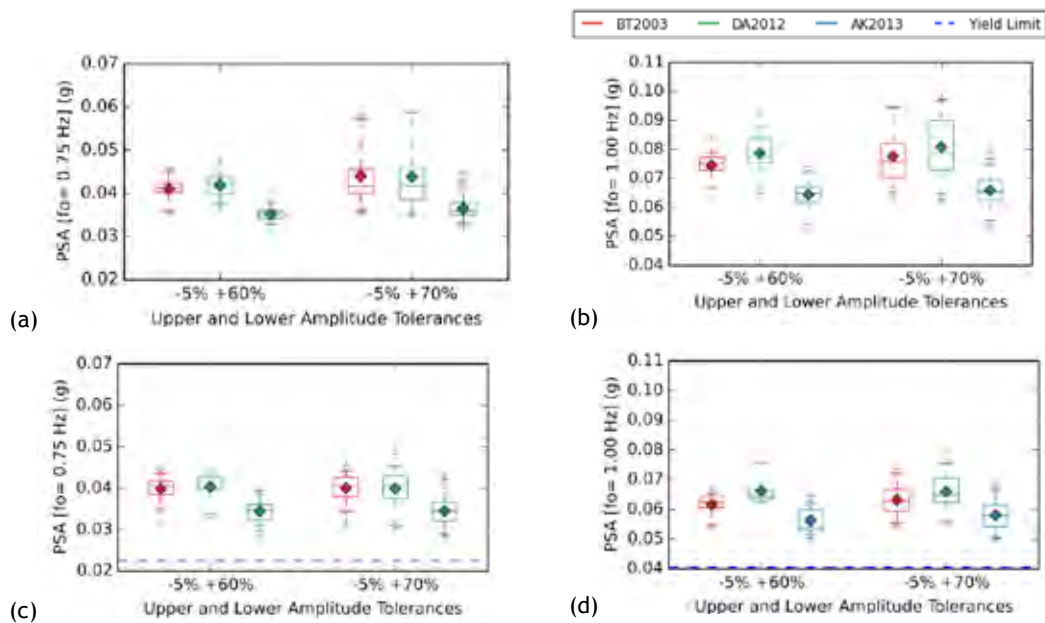 BT2003 DA2012 AK2013 Yield Limit
0.07
0.06
0.05
0.04
0.03
0.02
PSA [fo= 0.75 Hz] (g)
-5% +60% -5% +70%
Upper and Lower Amplitude Tolerances
(a)
0.11
0.10
0.09
0.08
0.07
0.06
0.05
0.04
PSA [fo= 1.00 Hz] (g)
-5% +60% -5% +70%
Upper and Lower Amplitude Tolerances
(b)
0.07
0.06
0.05
0.04
0.03
0.02
PSA [fo= 0.75 Hz] (g)
-5% +60% -5% +70%
Upper and Lower Amplitude Tolerances
(c)
0.11
0.10
0.09
0.08
0.07
0.06
0.05
0.04
PSA [fo= 1.00 Hz] (g)
-5% +60% -5% +70%
Upper and Lower Amplitude Tolerances
(d)